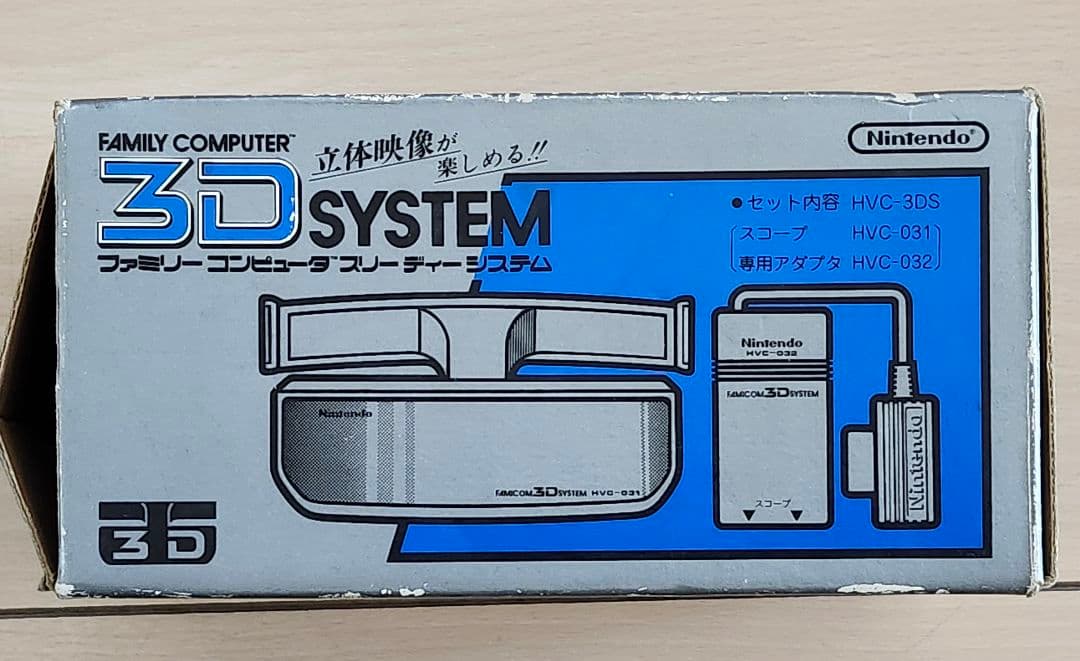 FAMILY COMPUTER™
3D SYSTEM
立体映像が
楽しめる!!
ファミリーコンピュータ™スリーディーシステム
Nintendo®
●セット内容 HVC-3DS
スコープ HVC-031
専用アダプタ HVC-032
Nintendo
FAMICOM 3D SYSTEM HVC-031
Nintendo
HVC-032
FAMICOM 3D SYSTEM
スコープ
Nintendo
3D